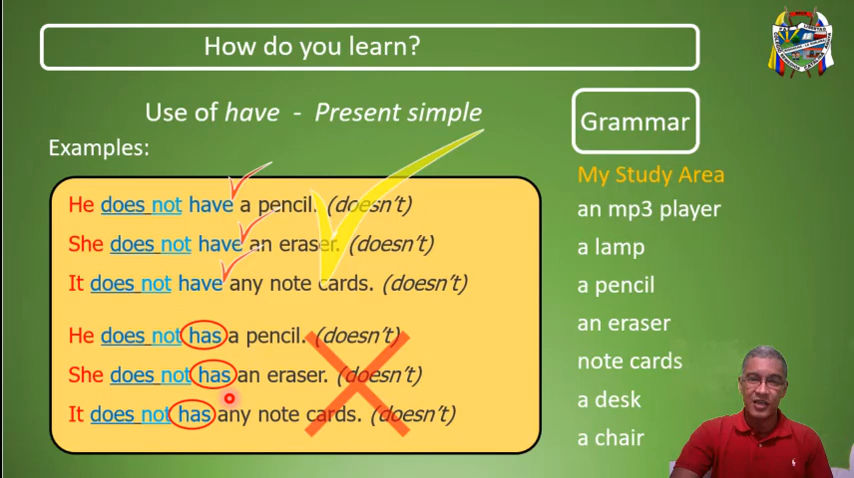 How do you learn?
Use of have - Present simple
Examples:
He does not have a pencil. (doesn't)
She does not have an eraser. (doesn't)
It does not have any note cards. (doesn't)
He does not has a pencil. (doesn't)
She does not has an eraser. (doesn't)
It does not has any note cards. (doesn't)
Grammar
My Study Area
an mp3 player
a lamp
a pencil
an eraser
note cards
a desk
a chair